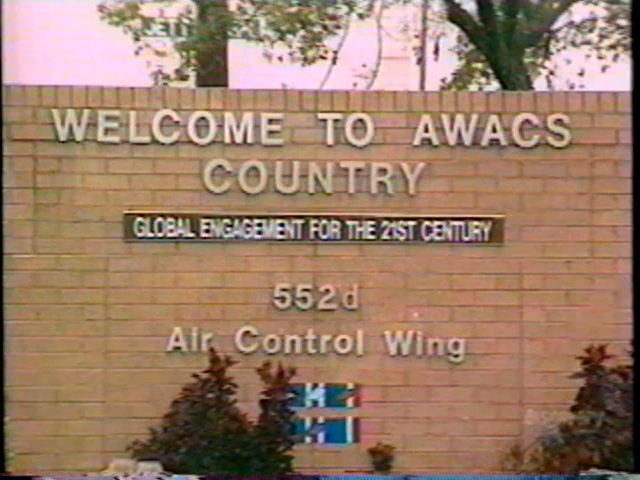 WELCOME TO AWACS
COUNTRY
GLOBAL ENGAGEMENT FOR THE 21ST CENTURY
552d
Air Control Wing